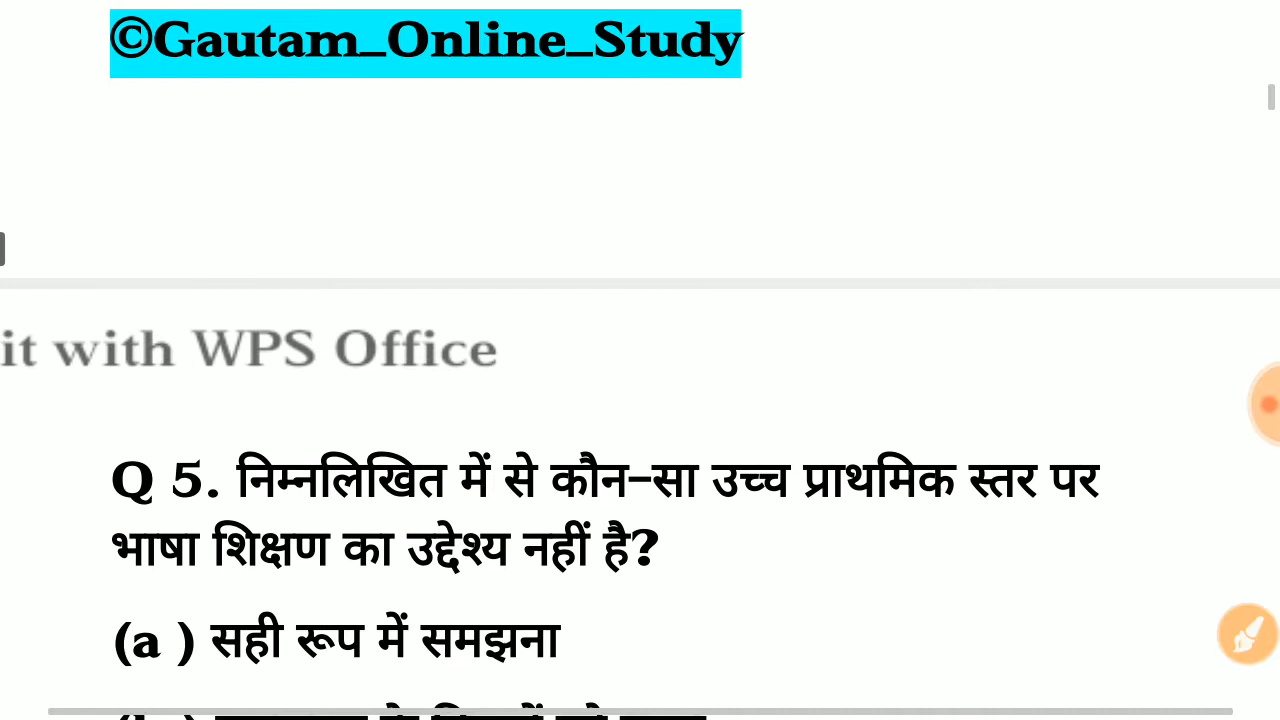 ©Gautam_Online_Study
it with WPS Office
Q 5. निम्नलिखित में से कौन–सा उच्च प्राथमिक स्तर पर
भाषा शिक्षण का उद्देश्य नहीं है?
(a ) सही रूप में समझना